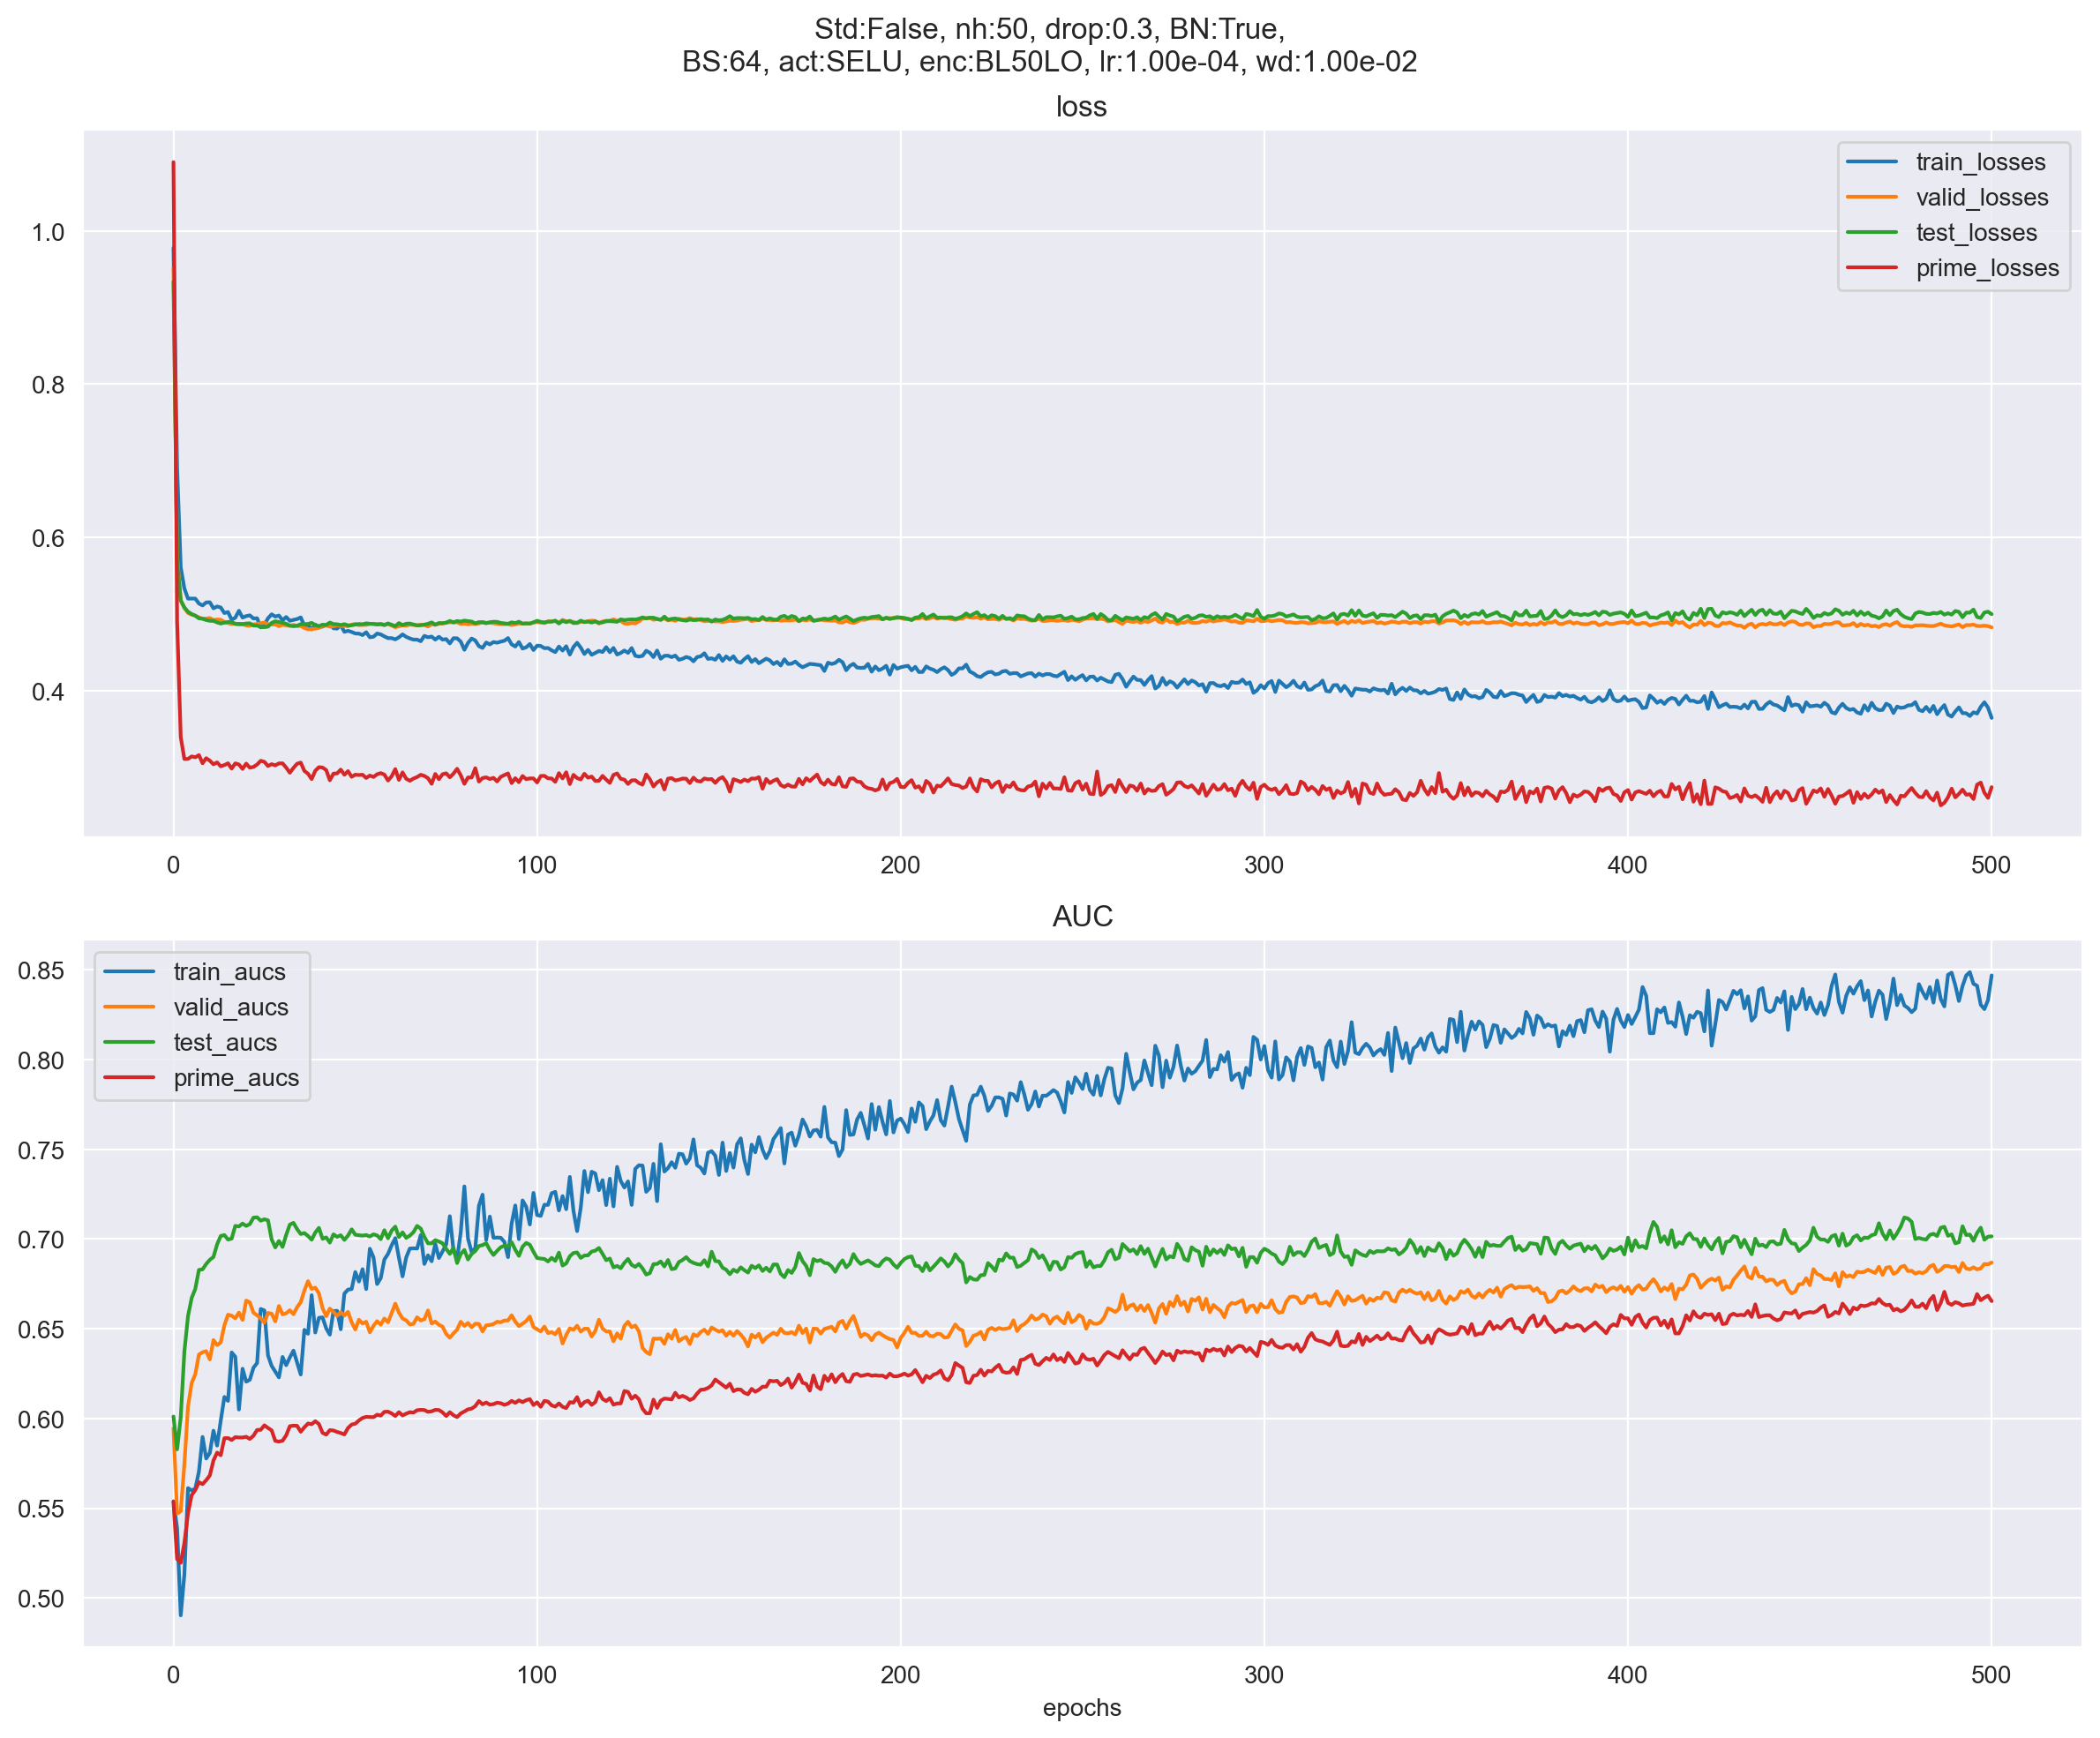 Std:False, nh:50, drop:0.3, BN:True,
BS:64, act:SELU, enc:BL50LO, lr:1.00e-04, wd:1.00e-02
loss
train_losses
valid_losses
test_losses
prime_losses
1.0
0.8
0.6
0.4
0 100 200 300 400 500
AUC
train_aucs
valid_aucs
test_aucs
prime_aucs
0.85
0.80
0.75
0.70
0.65
0.60
0.55
0.50
0 100 200 300 400 500
epochs